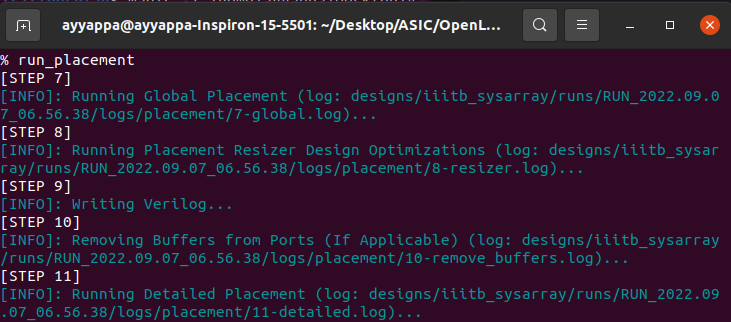 ayyappa@ayyappa-Inspiron-15-5501: ~/Desktop/ASIC/OpenL...
% run_placement
[STEP 7]
[INFO]: Running Global Placement (log: designs/iiitb_sysarray/runs/RUN_2022.09.0
7_06.56.38/logs/placement/7-global.log)...
[STEP 8]
[INFO]: Running Placement Resizer Design Optimizations (log: designs/iiitb_sysar
ray/runs/RUN_2022.09.07_06.56.38/logs/placement/8-resizer.log)...
[STEP 9]
[INFO]: Writing Verilog...
[STEP 10]
[INFO]: Removing Buffers from Ports (If Applicable) (log: designs/iiitb_sysarray
/runs/RUN_2022.09.07_06.56.38/logs/placement/10-remove_buffers.log)...
[STEP 11]
[INFO]: Running Detailed Placement (log: designs/iiitb_sysarray/runs/RUN_2022.09
.07_06.56.38/logs/placement/11-detailed.log)...